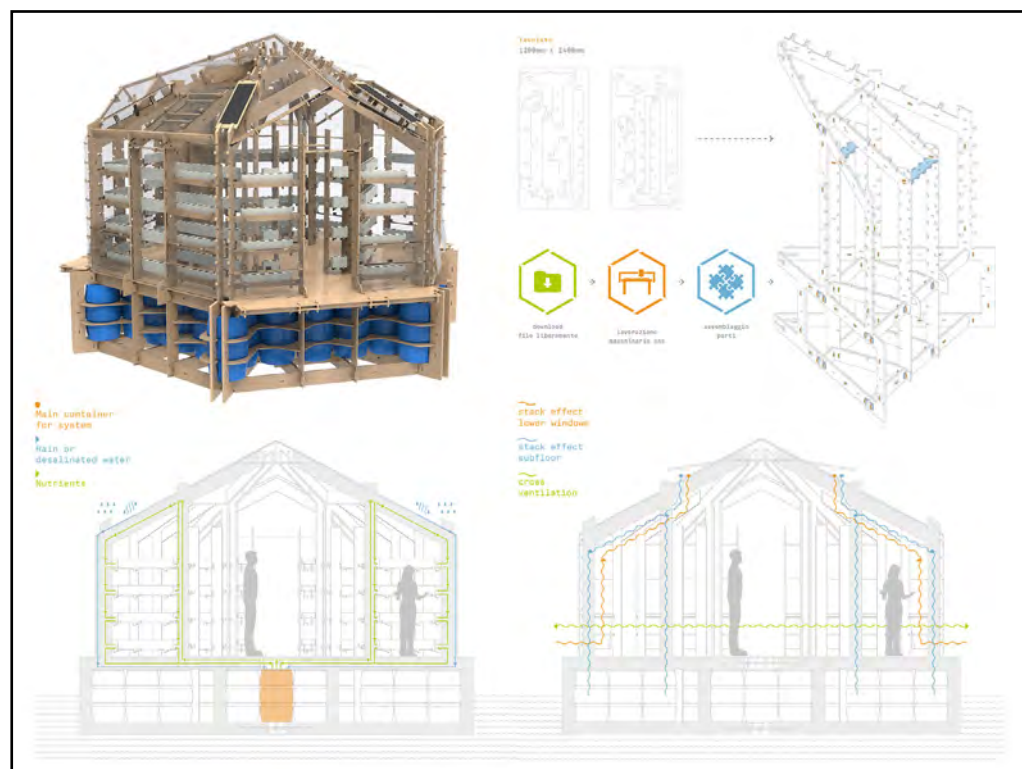 1200mm x 2400mm
download
file liberamente
lavorazione
macchinario cnc
assemblaggio
parti
Main container
for system
Rain or
desalinated water
Nutrients
stack effect
lower windows
stack effect
subfloor
cross
ventilation